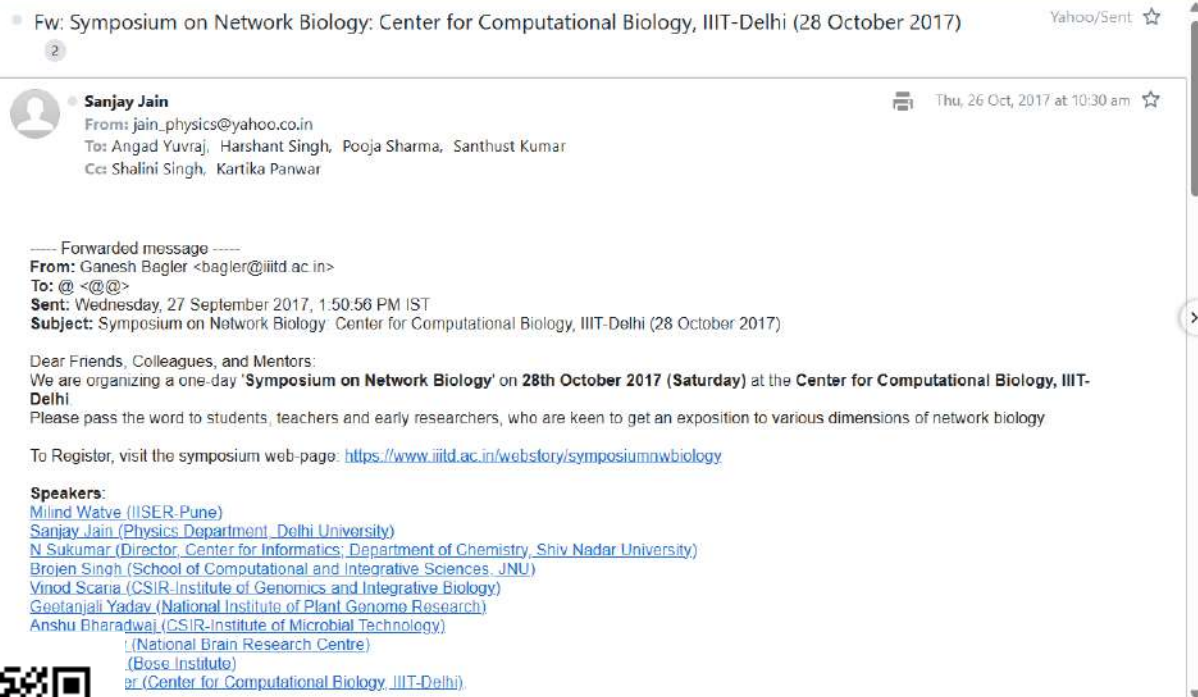 Fw: Symposium on Network Biology: Center for Computational Biology, IIIT-Delhi (28 October 2017)
Yahoo/Sent
2
Sanjay Jain
Thu, 26 Oct, 2017 at 10:30 am
From: jain_physics@yahoo.co.in
To: Angad Yuvraj, Harshant Singh, Pooja Sharma, Santhust Kumar
Cc: Shalini Singh, Kartika Panwar
----- Forwarded message -----
From: Ganesh Bagler <bagler@iiitd.ac.in>
To: @ <@@>
Sent: Wednesday, 27 September 2017, 1:50:56 PM IST
Subject: Symposium on Network Biology: Center for Computational Biology, IIIT-Delhi (28 October 2017)
Dear Friends, Colleagues, and Mentors:
We are organizing a one-day 'Symposium on Network Biology' on 28th October 2017 (Saturday) at the Center for Computational Biology, IIIT-
Delhi.
Please pass the word to students, teachers and early researchers, who are keen to get an exposition to various dimensions of network biology.
To Register, visit the symposium web-page: https://www.iiitd.ac.in/webstory/symposiumnwbiology
Speakers:
Milind Watve (IISER-Pune)
Sanjay Jain (Physics Department, Delhi University)
N Sukumar (Director, Center for Informatics; Department of Chemistry, Shiv Nadar University)
Brojen Singh (School of Computational and Integrative Sciences, JNU)
Vinod Scaria (CSIR-Institute of Genomics and Integrative Biology)
Geetanjali Yadav (National Institute of Plant Genome Research)
Anshu Bharadwaj (CSIR-Institute of Microbial Technology)
(National Brain Research Centre)
(Bose Institute)
er (Center for Computational Biology, IIIT-Delhi)